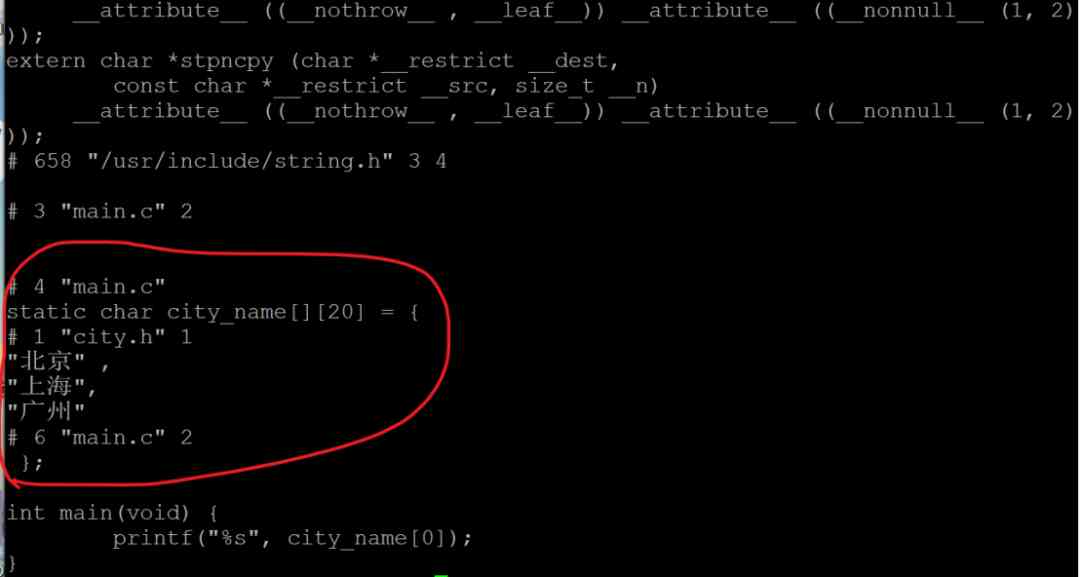 __attribute__ ((__nothrow__ , __leaf__)) __attribute__ ((__nonnull__ (1, 2)
));
extern char *stpncpy (char *__restrict __dest,
const char *__restrict __src, size_t __n)
__attribute__ ((__nothrow__ , __leaf__)) __attribute__ ((__nonnull__ (1, 2)
));
# 658 "/usr/include/string.h" 3 4
# 3 "main.c" 2
# 4 "main.c"
static char city_name[][20] = {
# 1 "city.h" 1
"北京" ,
"上海",
"广州"
# 6 "main.c" 2
};
int main(void) {
printf("%s", city_name[0]);
}